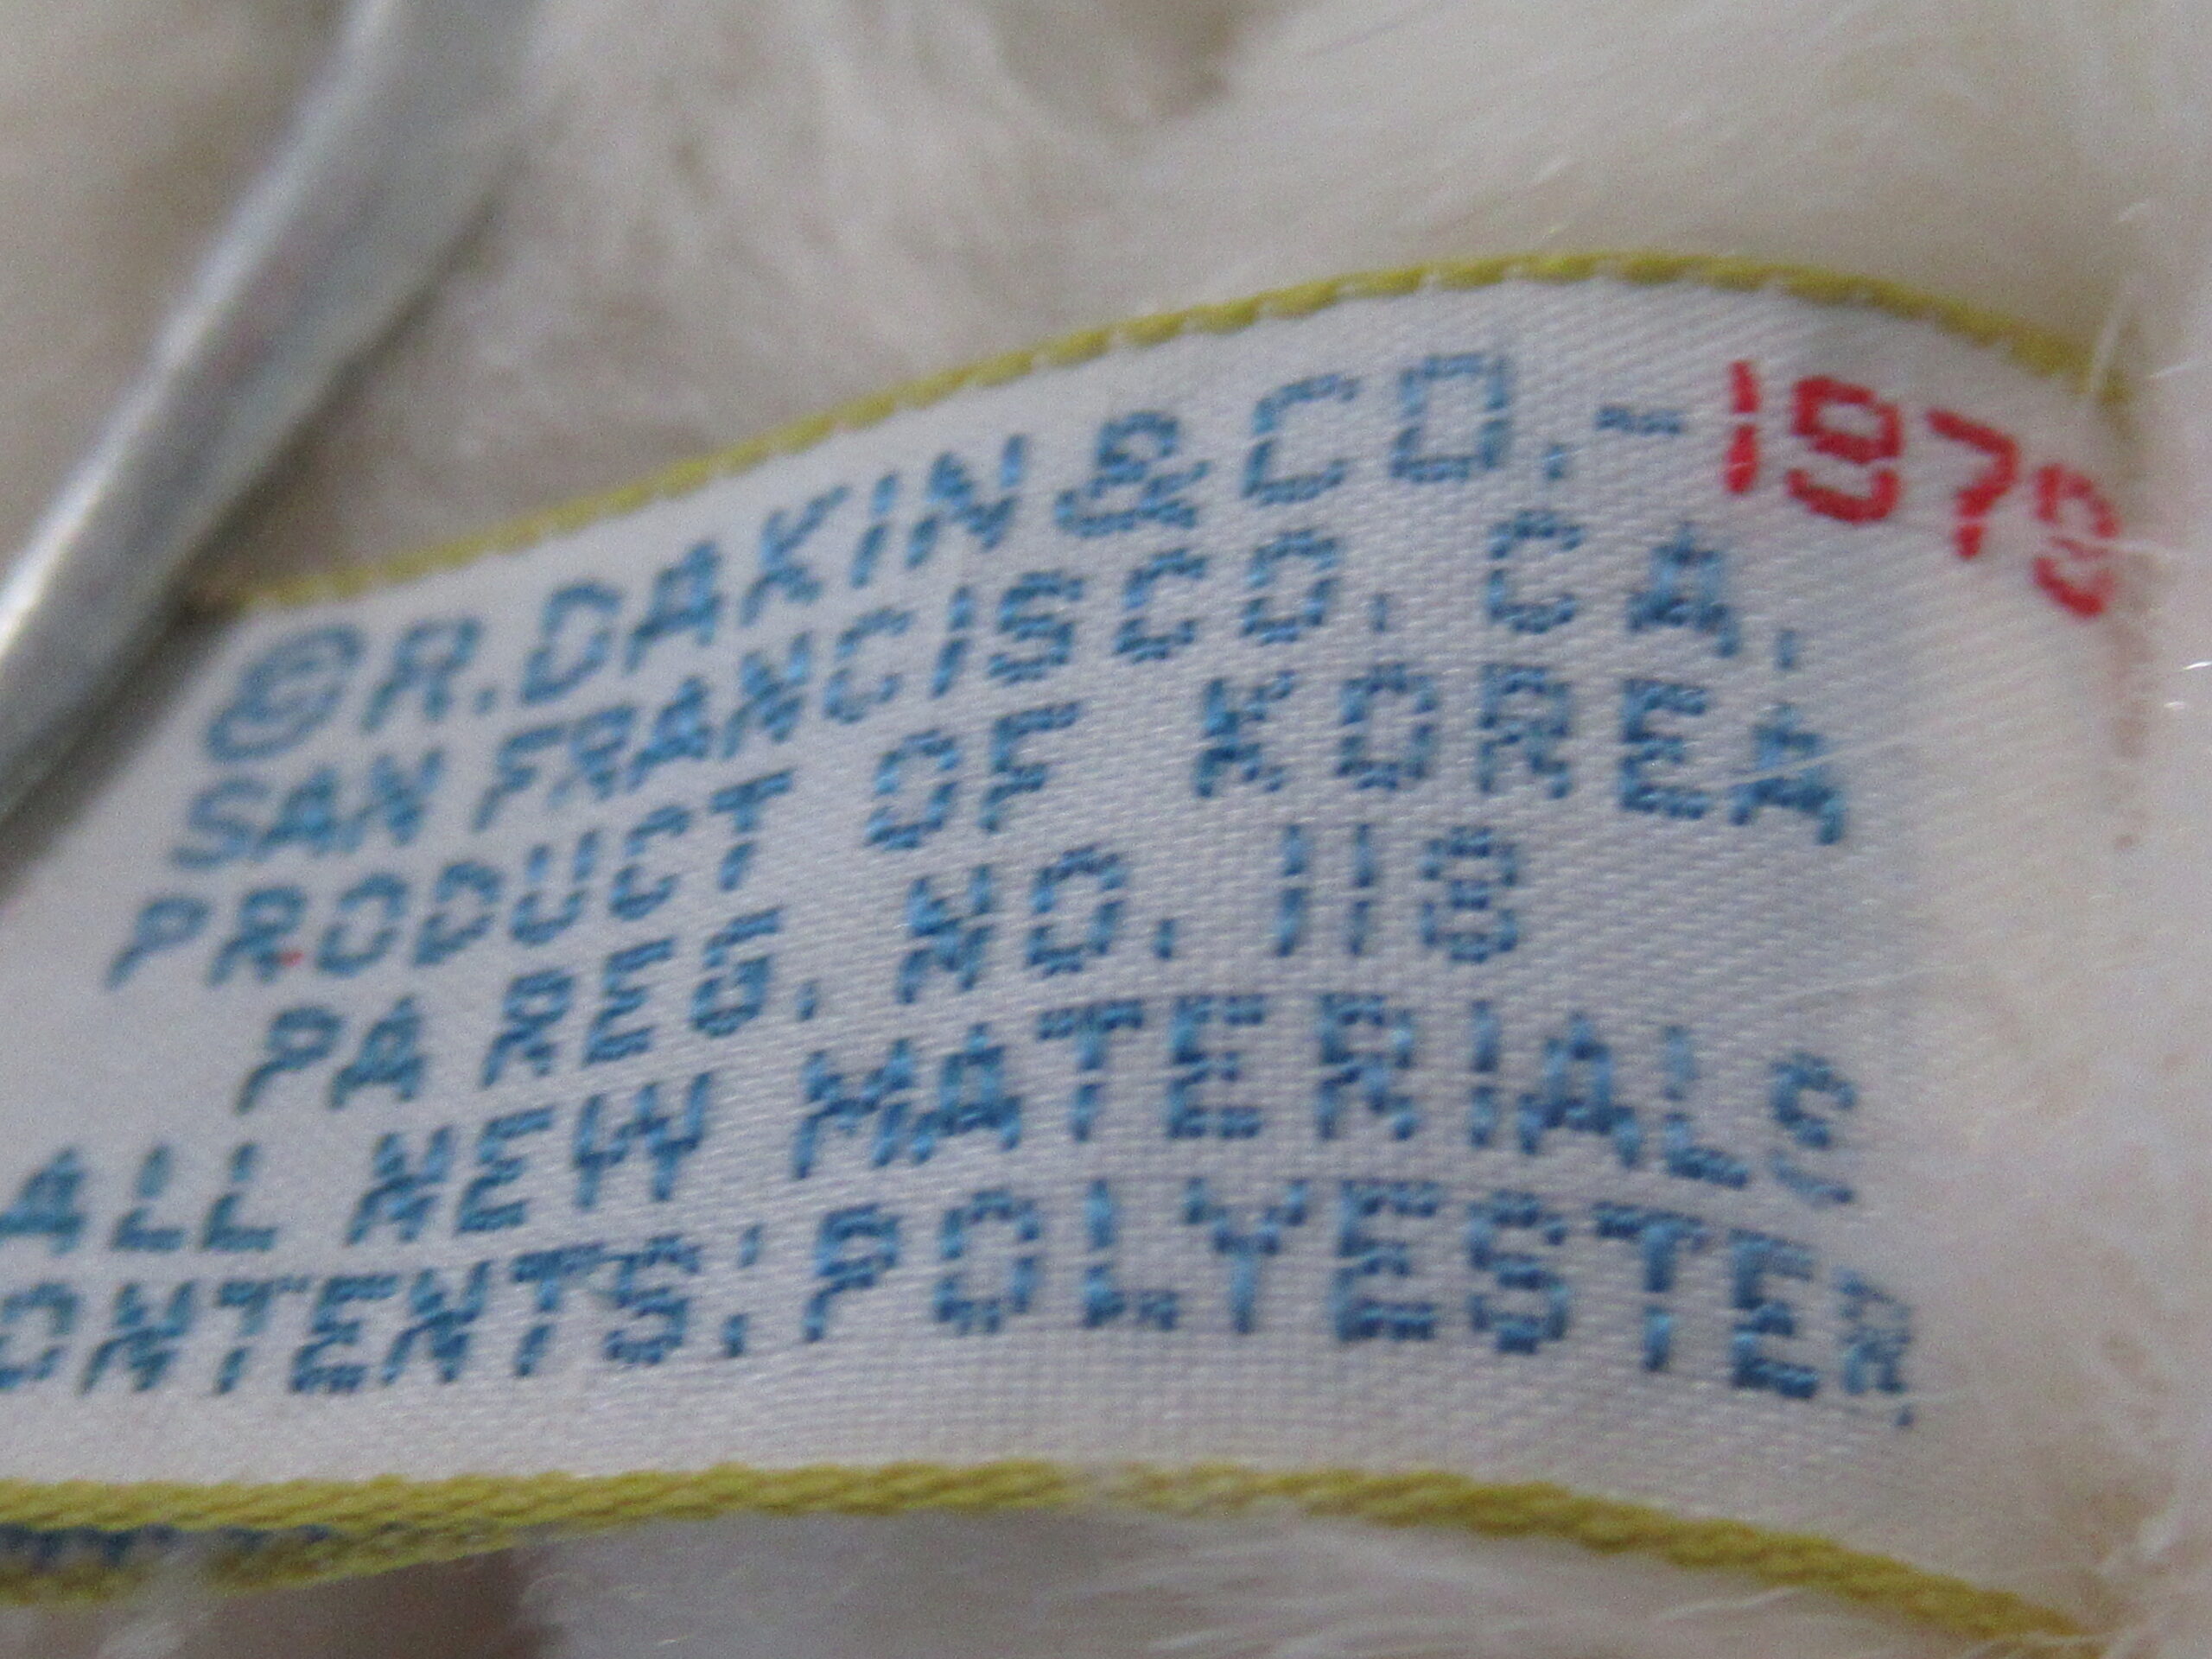 ©R.DAKIN&CO.-1979
SAN FRANCISCO, CA.
PRODUCT OF KOREA
PA REG. NO. 118
ALL NEW MATERIALS
ONTENTS:POLYESTER